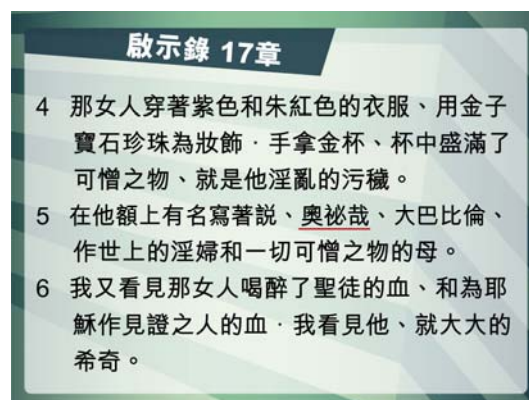 啟示錄 17章
4 那女人穿著紫色和朱紅色的衣服、用金子
寶石珍珠為妝飾．手拿金杯、杯中盛滿了
可憎之物、就是他淫亂的污穢。
5 在他額上有名寫著説、奧祕哉、大巴比倫、
作世上的淫婦和一切可憎之物的母。
6 我又看見那女人喝醉了聖徒的血、和為耶
穌作見證之人的血．我看見他、就大大的
希奇。